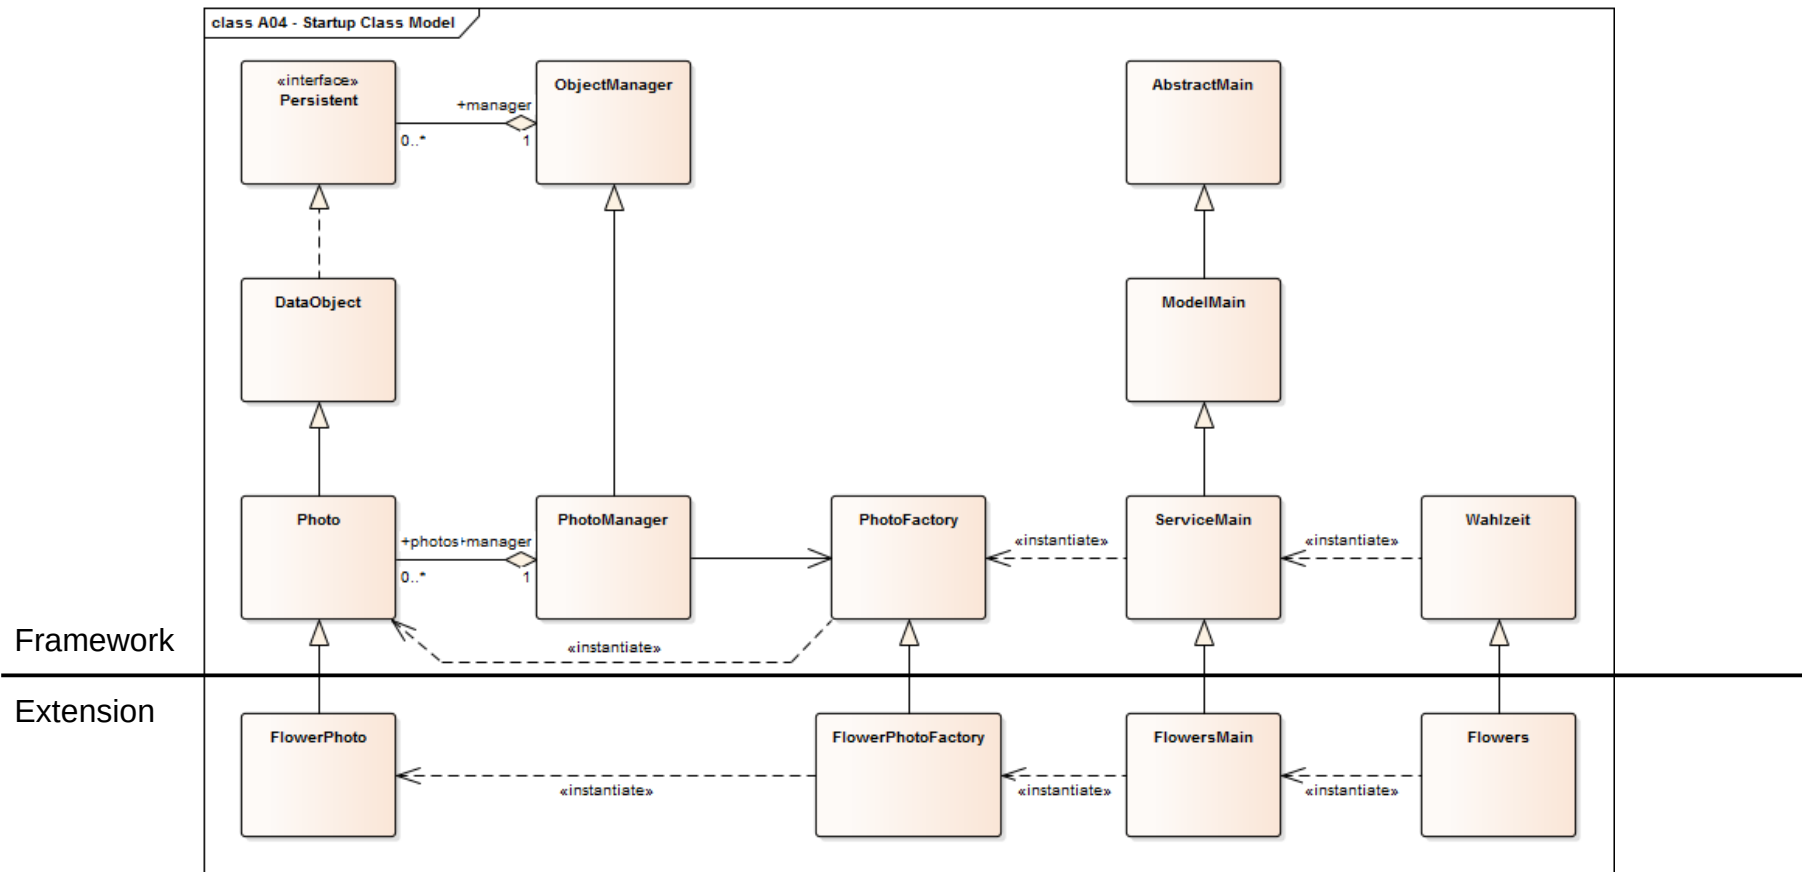 class A04 - Startup Class Model
«interface»
Persistent
ObjectManager
AbstractMain
+manager
0..*
1
DataObject
ModelMain
Photo
PhotoManager
PhotoFactory
ServiceMain
Wahlzeit
+photos
+manager
0..*
1
«instantiate»
«instantiate»
«instantiate»
Framework
Extension
FlowerPhoto
FlowerPhotoFactory
FlowersMain
Flowers
«instantiate»
«instantiate»
«instantiate»